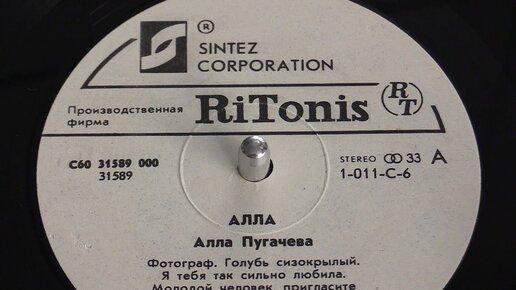 ®
SINTEZ
CORPORATION
Производственная
фирма
RiTonis
RT
С60 31589 000
31589
STEREO 33 A
1-011-С-6
АЛЛА
Алла Пугачева
Фотограф. Голубь сизокрылый.
Я тебя так сильно любила.
Молодой человек, пригласите